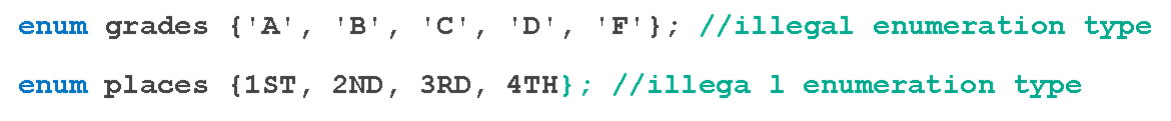 enum grades {'A', 'B', 'C', 'D', 'F'}; //illegal enumeration type
enum places {1ST, 2ND, 3RD, 4TH}; //illega l enumeration type